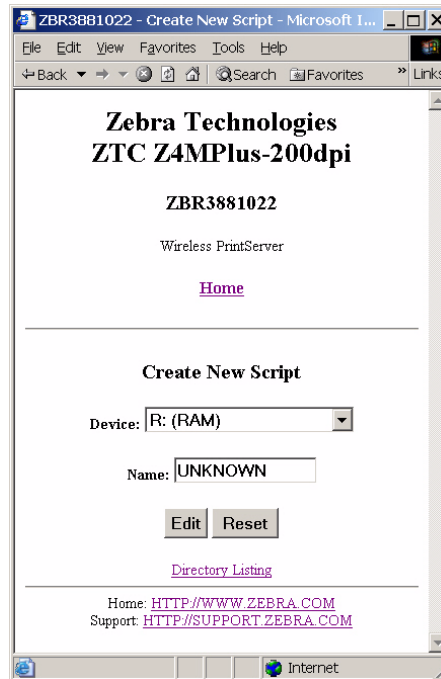 ZBR3881022 - Create New Script - Microsoft I...
File Edit View Favorites Tools Help
Back Search Favorites » Links
Zebra Technologies
ZTC Z4MPlus-200dpi
ZBR3881022
Wireless PrintServer
Home
Create New Script
Device: R: (RAM)
Name: UNKNOWN
Edit Reset
Directory Listing
Home: HTTP://WWW.ZEBRA.COM
Support: HTTP://SUPPORT.ZEBRA.COM
Internet